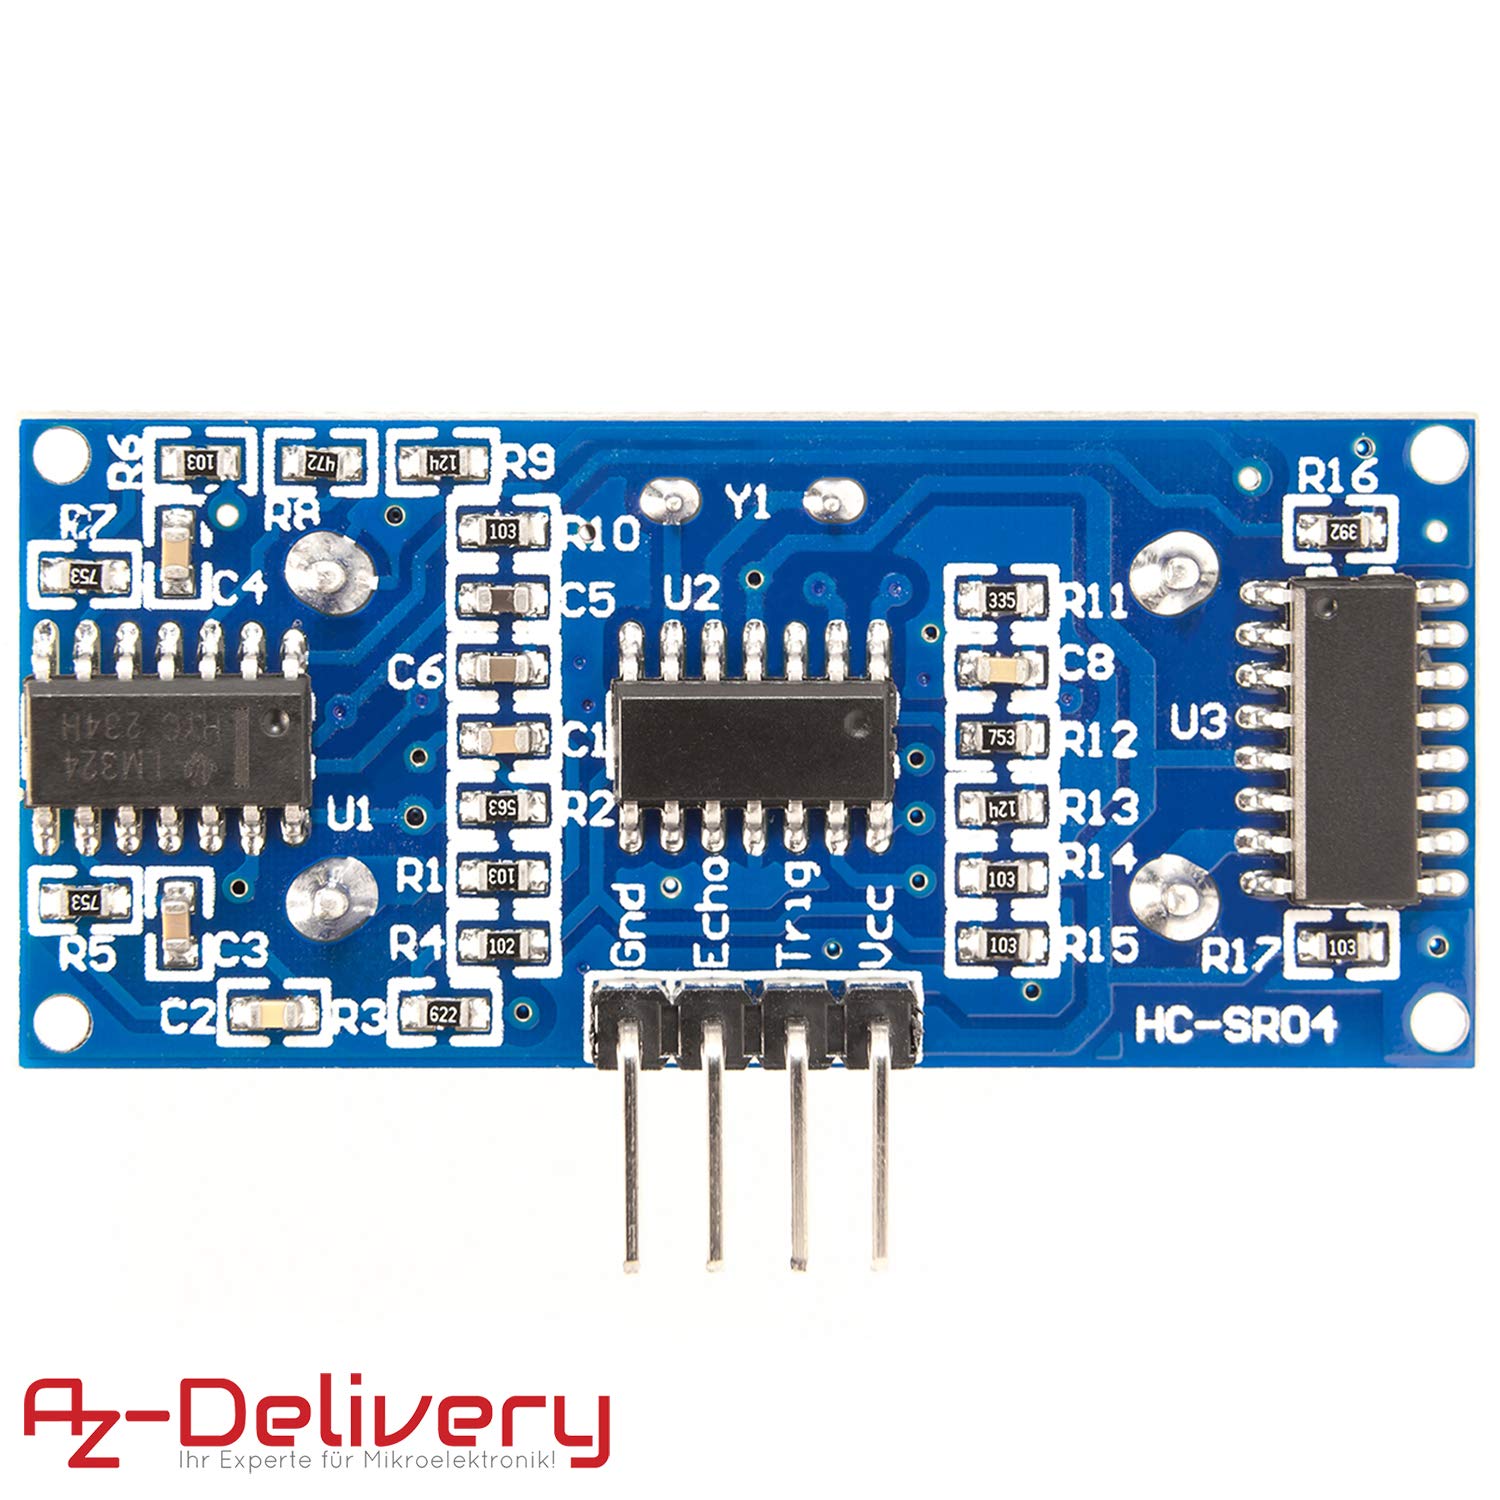 R6
103
472
124
R9
R7
R8
Y1
R16
103
R10
392
753
C4
C5
U2
335
R11
C6
C8
U3
LM324
HXG 234H
C1
753
R12
U1
563
R2
124
R13
R1
103
103
R14
753
R5
C3
R4
102
Gnd
Echo
Trig
Vcc
103
R15
R17
103
C2
R3
622
HC-SR04
AZ-Delivery
Ihr Experte für Mikroelektronik!